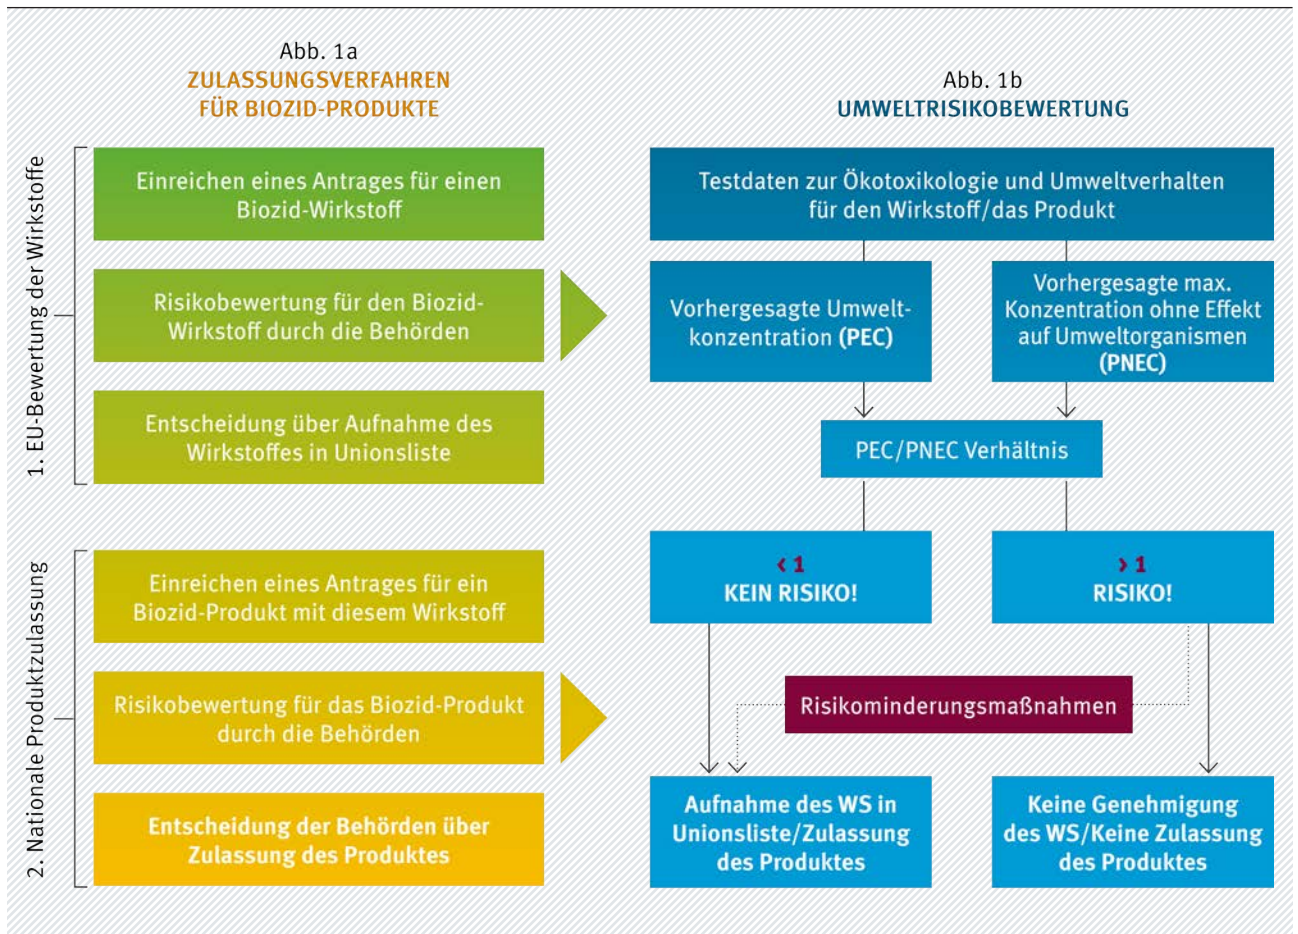 Abb. 1a
ZULASSUNGSVERFAHREN
FÜR BIOZID-PRODUKTE
1. EU-Bewertung der Wirkstoffe
Einreichen eines Antrages für einen
Biozid-Wirkstoff
Risikobewertung für den Biozid-
Wirkstoff durch die Behörden
Entscheidung über Aufnahme des
Wirkstoffes in Unionsliste
2. Nationale Produktzulassung
Einreichen eines Antrages für ein
Biozid-Produkt mit diesem Wirkstoff
Risikobewertung für das Biozid-Produkt
durch die Behörden
Entscheidung der Behörden über
Zulassung des Produktes
Abb. 1b
UMWELTRISIKOBEWERTUNG
Testdaten zur Ökotoxikologie und Umweltverhalten
für den Wirkstoff/das Produkt
Vorhergesagte Umwelt-
konzentration (PEC)
Vorhergesagte max.
Konzentration ohne Effekt
auf Umweltorganismen
(PNEC)
PEC/PNEC Verhältnis
< 1
KEIN RISIKO!
> 1
RISIKO!
Risikominderungsmaßnahmen
Aufnahme des WS in
Unionsliste/Zulassung
des Produktes
Keine Genehmigung
des WS/Keine Zulassung
des Produktes